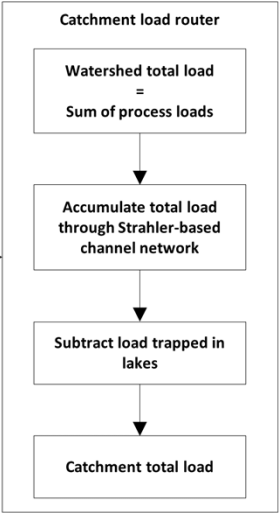 Catchment load router
Watershed total load
=
Sum of process loads
Accumulate total load
through Strahler-based
channel network
Subtract load trapped in
lakes
Catchment total load